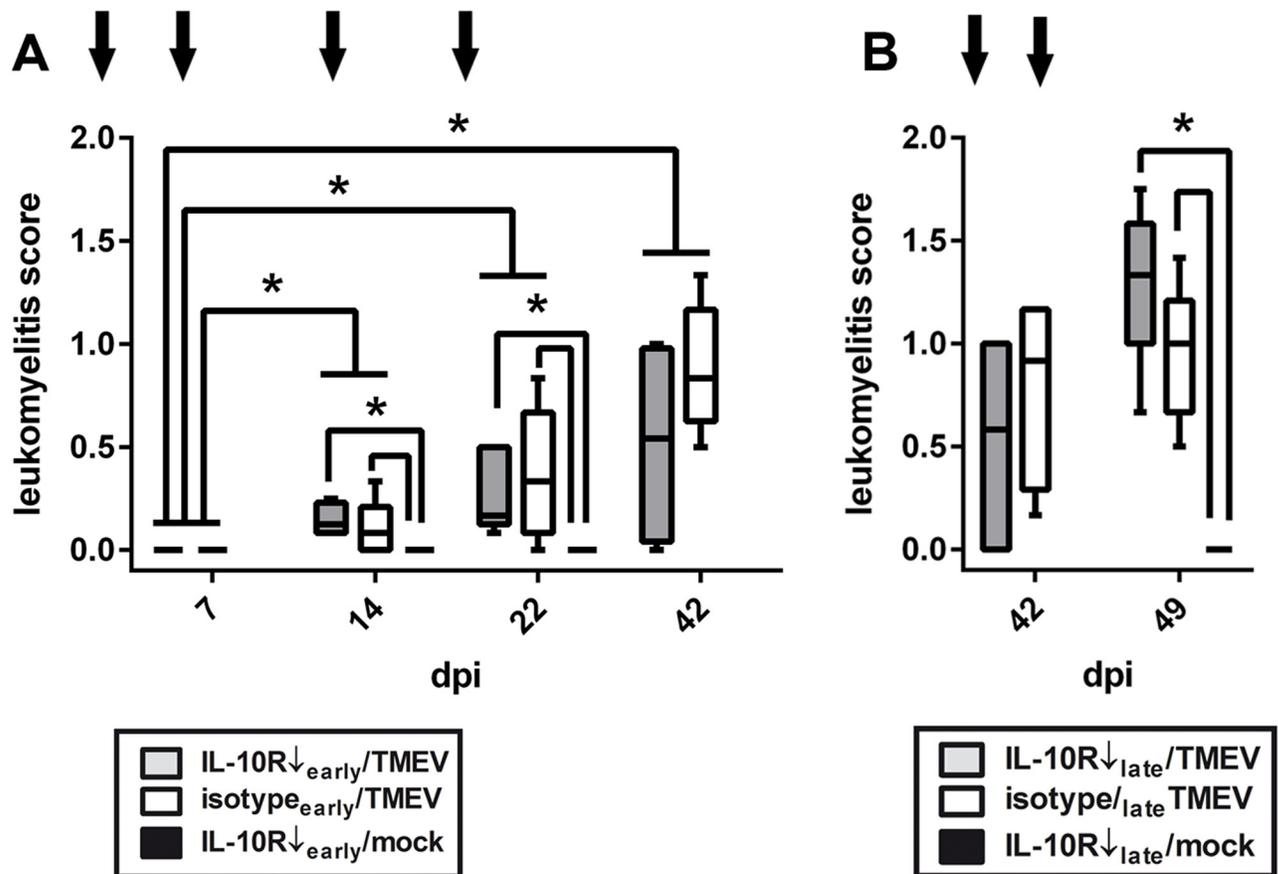 A
B
*
*
*
*
*
*
2.0
1.5
1.0
0.5
0.0
leukomyelitis score
7
14
22
42
dpi
2.0
1.5
1.0
0.5
0.0
leukomyelitis score
42
49
dpi
IL-10R↓early/TMEV
isotypeearly/TMEV
IL-10R↓early/mock
IL-10R↓late/TMEV
isotype/lateTMEV
IL-10R↓late/mock